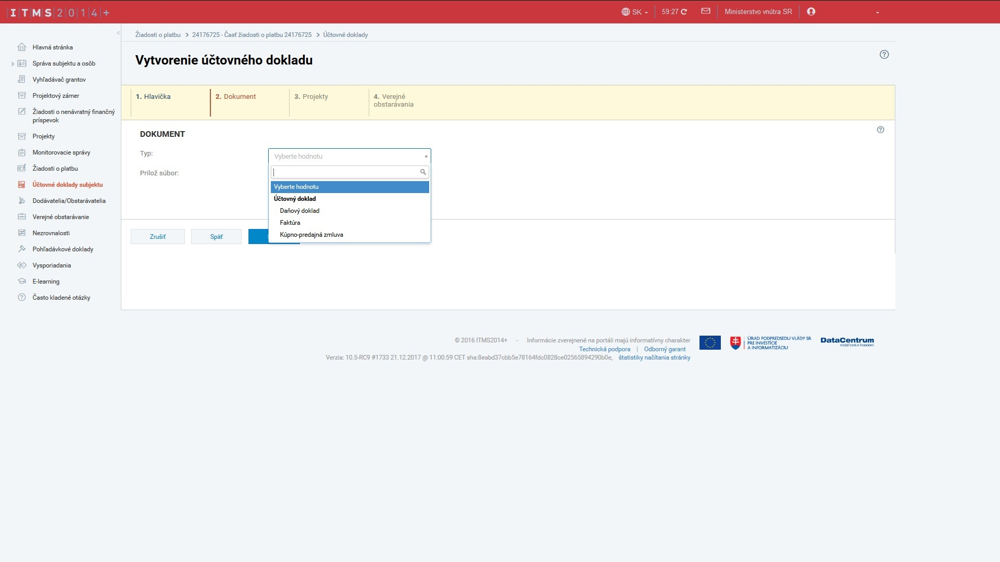 ITMS2014+
SK
59:27
Ministerstvo vnútra SR
Žiadosti o platbu > 24176725 - Časť žiadosti o platbu 24176725 > Účtovné doklady
Hlavná stránka
Správa subjektu a osôb
Vyhľadávač grantov
Projektový zámer
Žiadosti o nenávratný finančný
príspevok
Projekty
Monitorovacie správy
Žiadosti o platbu
Účtovné doklady subjektu
Dodávatelia/Obstarávatelia
Verejné obstarávanie
Nezrovnalosti
Pohľadávkové doklady
Vysporiadania
E-learning
Často kladené otázky
Vytvorenie účtovného dokladu
1. Hlavička
2. Dokument
3. Projekty
4. Verejné
obstarávania
DOKUMENT
Typ:
Vyberte hodnotu
Prilož súbor:
Vyberte hodnotu
Účtovný doklad
Daňový doklad
Faktúra
Kúpno-predajná zmluva
Zrušiť
Späť
© 2016 ITMS2014+ - Informácie zverejnené na portáli majú informatívny charakter
Technická podpora | Odborný garant
Verzia: 10.5-RC9 #1733 21.12.2017 @ 11:00:59 CET sha:8eabd37cbb5e78164fdc0828ce02565894290b0e, štatistiky načítania stránky
ÚRAD PODPREDSEDU VLÁDY SR
PRE INVESTÍCIE
A INFORMATIZÁCIU
DataCentrum
medzi Vami a financiami